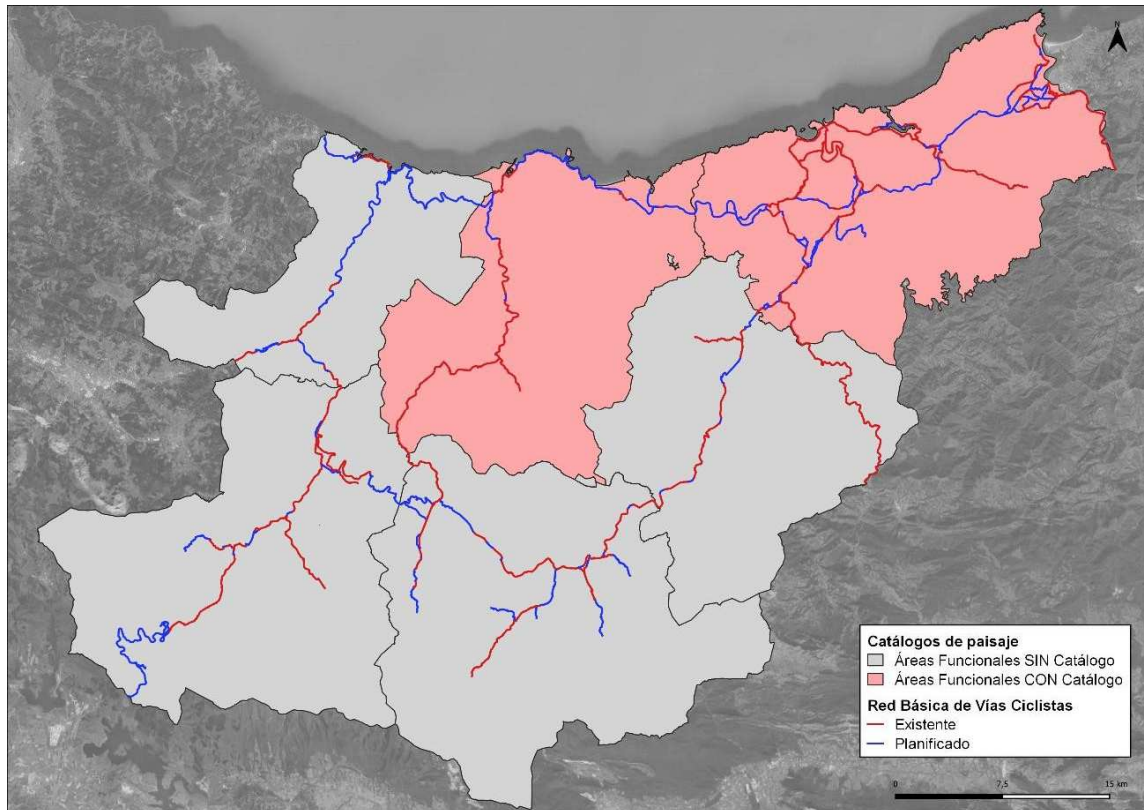 N
Catálogos de paisaje
Áreas Funcionales SIN Catálogo
Áreas Funcionales CON Catálogo
Red Básica de Vías Ciclistas
Existente
Planificado
0 7,5 15 km